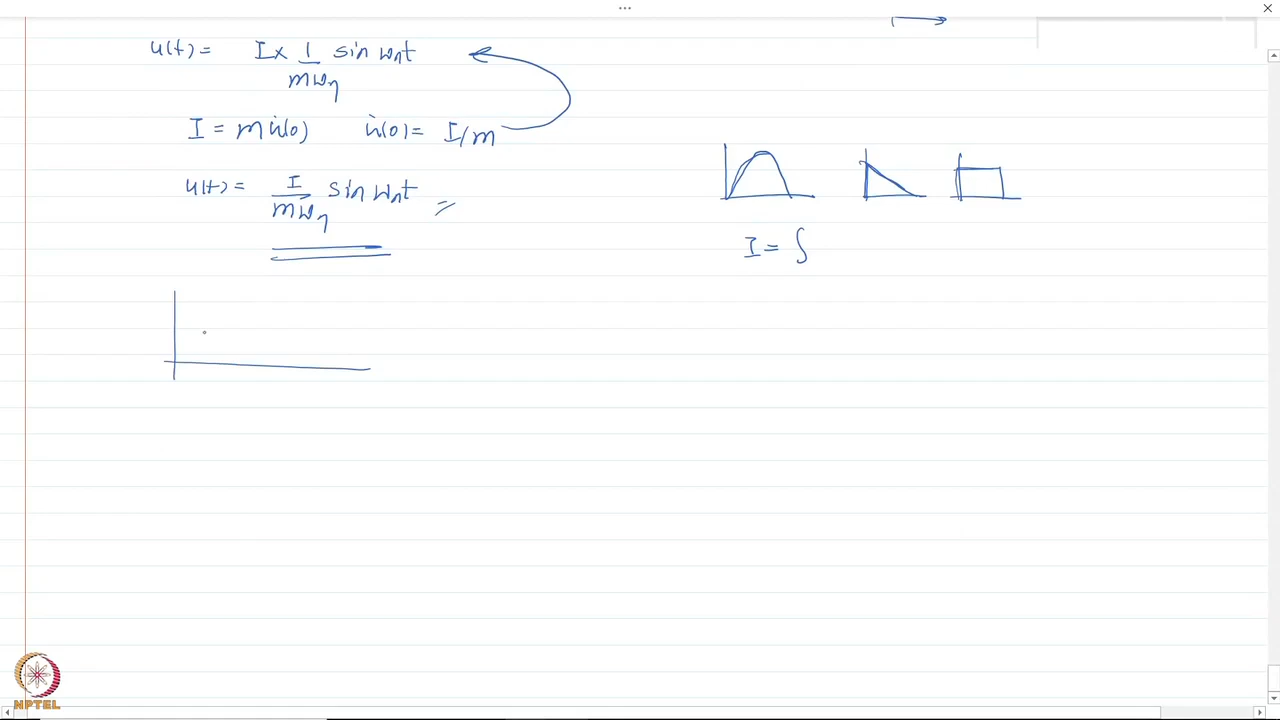 u(t) = I x 1/mωn sin ωnt
I = m u̇(0) u̇(0) = I/m
u(t) = I/mωn sin ωnt
I = ∫
NPTEL